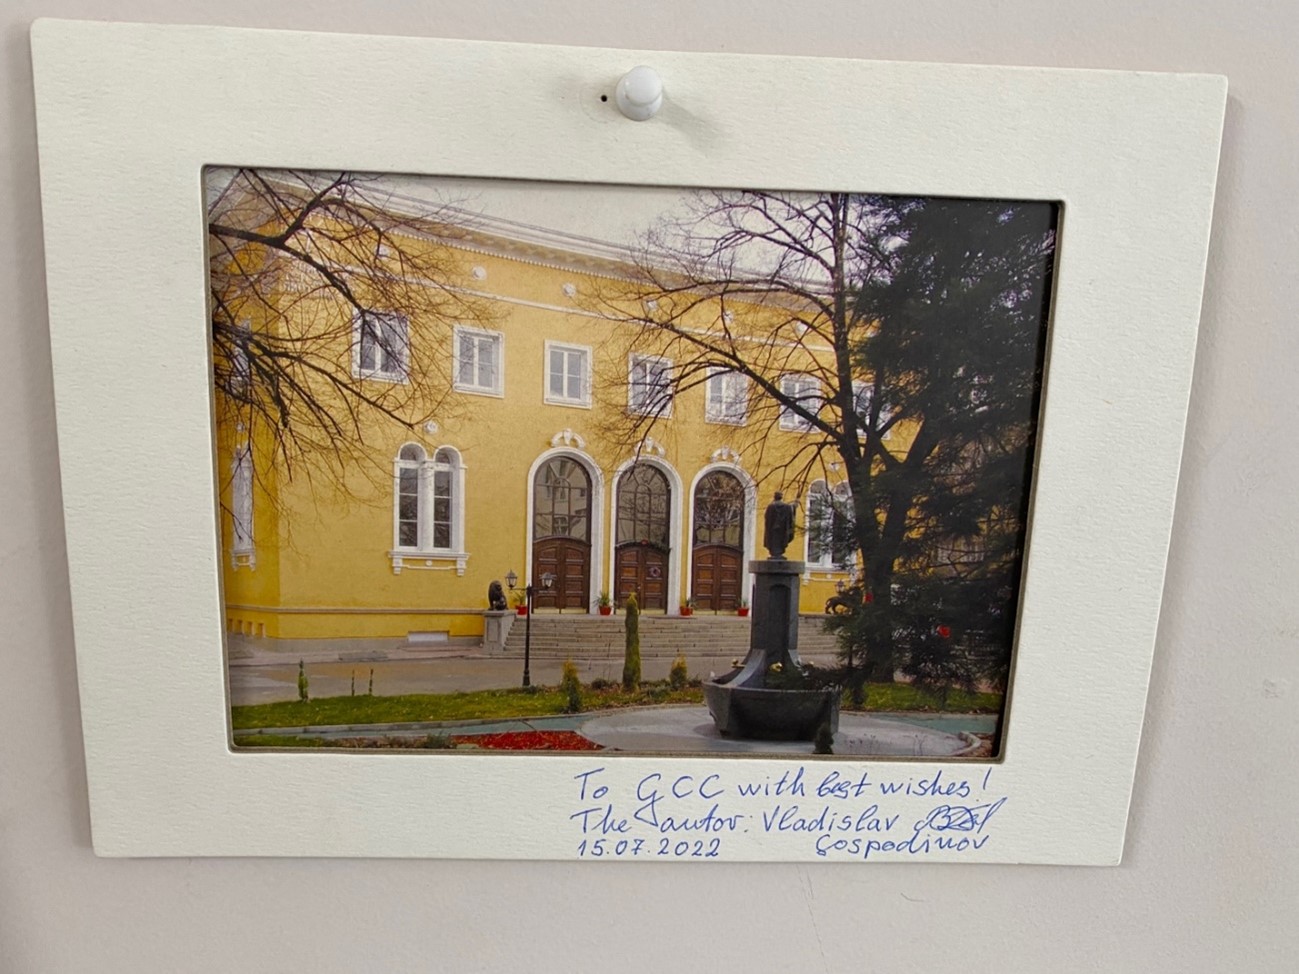 To GCC with best wishes!
The autor: Vladislav
15.07.2022 Gospodinov